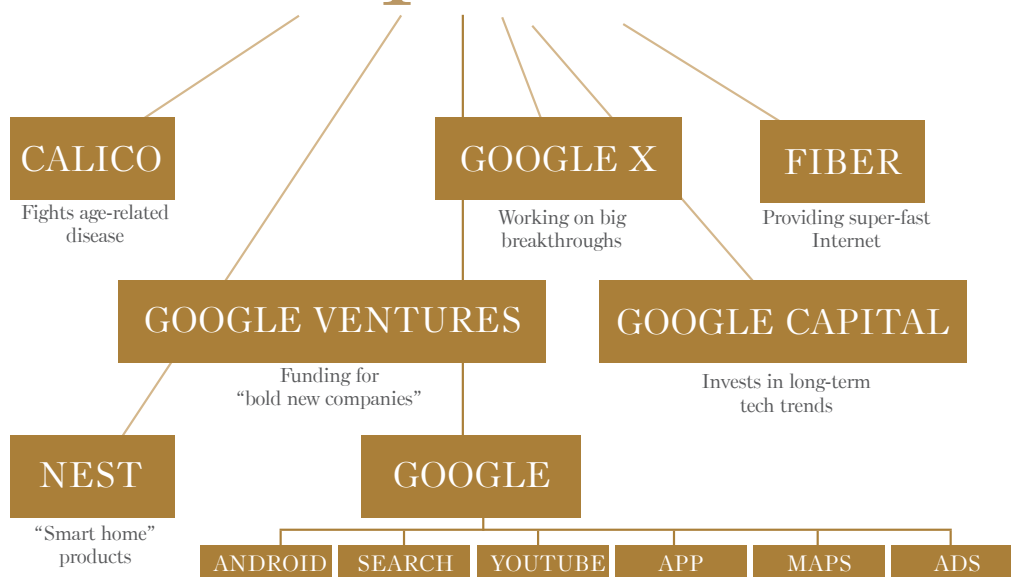 CALICO
Fights age-related
disease
GOOGLE X
Working on big
breakthroughs
FIBER
Providing super-fast
Internet
GOOGLE VENTURES
Funding for
“bold new companies”
GOOGLE CAPITAL
Invests in long-term
tech trends
NEST
“Smart home”
products
GOOGLE
ANDROID
SEARCH
YOUTUBE
APP
MAPS
ADS